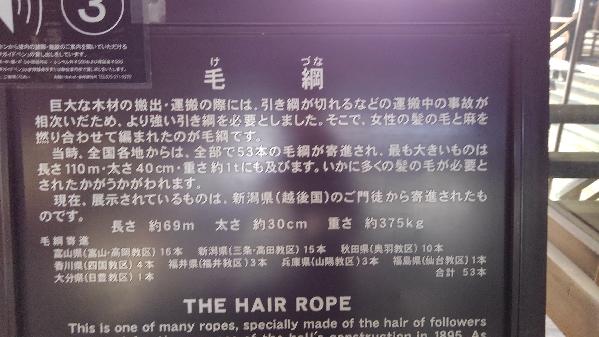 3
け づな
毛 綱
巨大な木材の搬出・運搬の際には、引き綱が切れるなどの運搬中の事故が
相次いだため、より強い引き綱を必要としました。そこで、女性の髪の毛と麻を
撚り合わせて編まれたのが毛綱です。
当時、全国各地からは、全部で53本の毛綱が寄進され、最も大きいものは
長さ110m・太さ40cm・重さ約1tにも及びます。いかに多くの髪の毛が必要と
されたかがうかがわれます。
現在、展示されているものは、新潟県(越後国)のご門徒から寄進されたも
のです。
長さ 約69m 太さ 約30cm 重さ 約375kg
毛綱寄進
富山県(富山・高岡教区)16本 新潟県(三条・高田教区)15本 秋田県(奥羽教区)10本
香川県(四国教区)4本 福井県(福井教区)3本 兵庫県(山陽教区)3本 福島県(仙台教区)1本
大分県(日豊教区)1本 合計 53本
THE HAIR ROPE
This is one of many ropes, specially made of the hair of followers
of the hall's construction in 1895. As